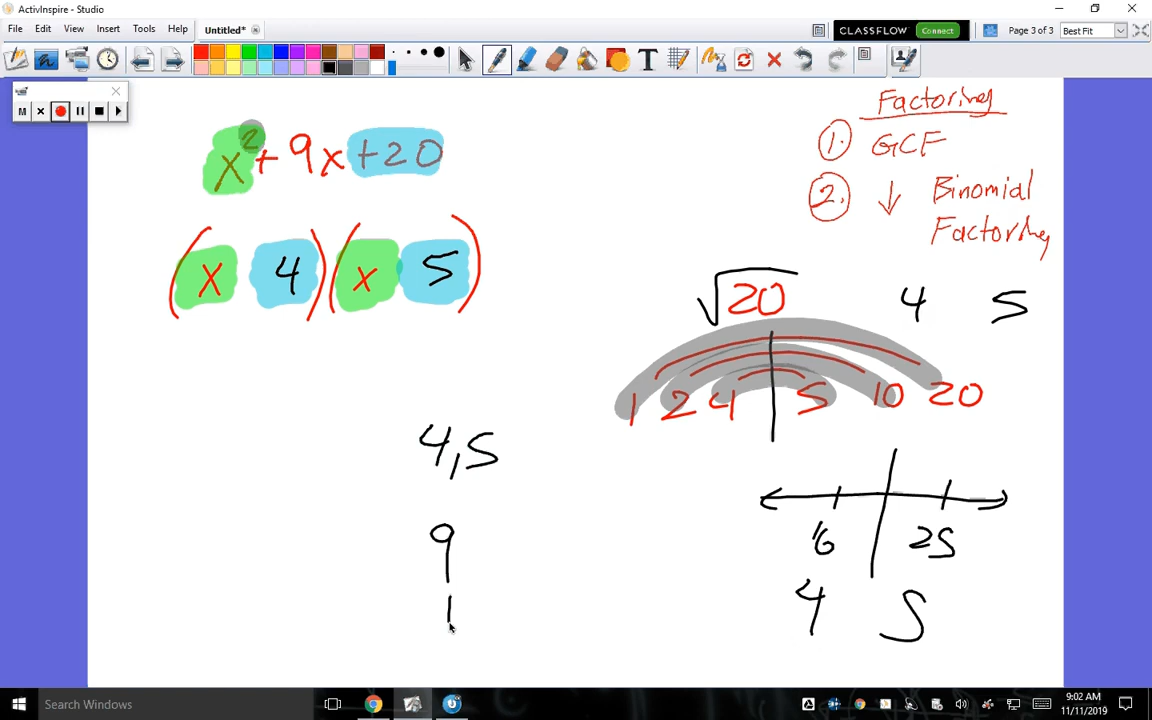 ActivInspire - Studio
File Edit View Insert Tools Help Untitled*
CLASSFLOW Connect Page 3 of 3 Best Fit
M
x² + 9x + 20
(x 4)(x 5)
Factoring
1. GCF
2. ↓ Binomial
Factoring
√20 4 5
1 2 4 5 10 20
4,5
9
1
16 25
4 5
Search Windows
9:02 AM
11/11/2019